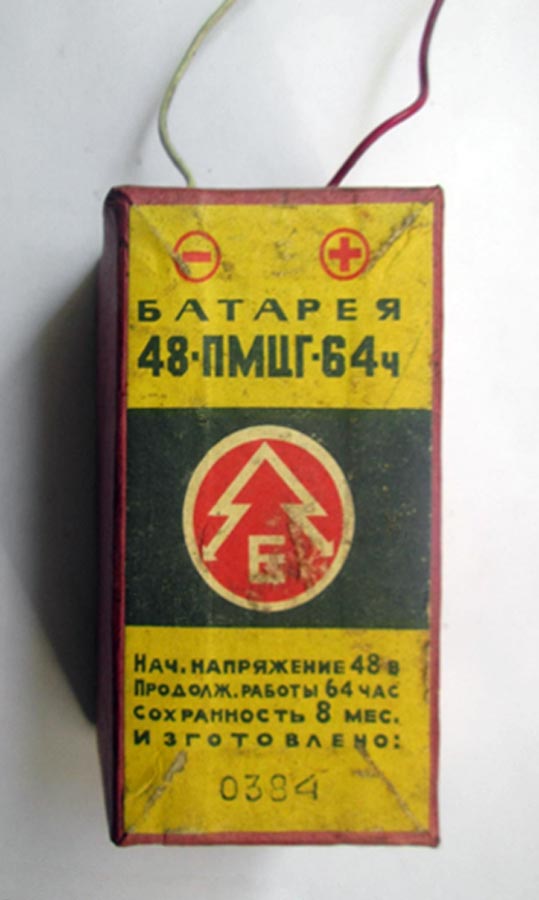 − +
БАТАРЕЯ
48-ПМЦГ-64ч
Е
НАЧ. НАПРЯЖЕНИЕ 48 В
ПРОДОЛЖ. РАБОТЫ 64 ЧАС
СОХРАННОСТЬ 8 МЕС.
ИЗГОТОВЛЕНО:
0384